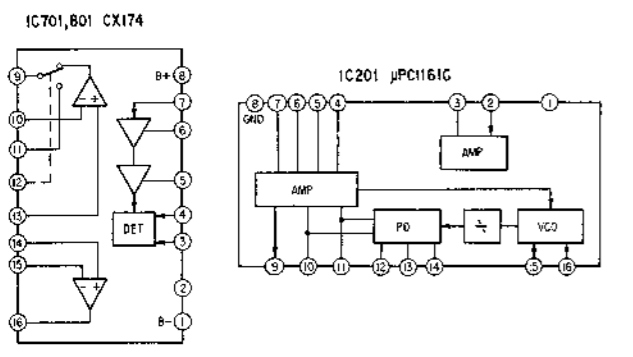 IC701, 801 CX174
IC201 μPC1161C
9
B+ 8
7
10
6
11
12
5
13
DET
4
3
14
15
2
16
B- 1
8 7 6 5 4 3 2 1
GND
AMP
AMP
PD
VCO
9 10 11 12 13 14 15 16